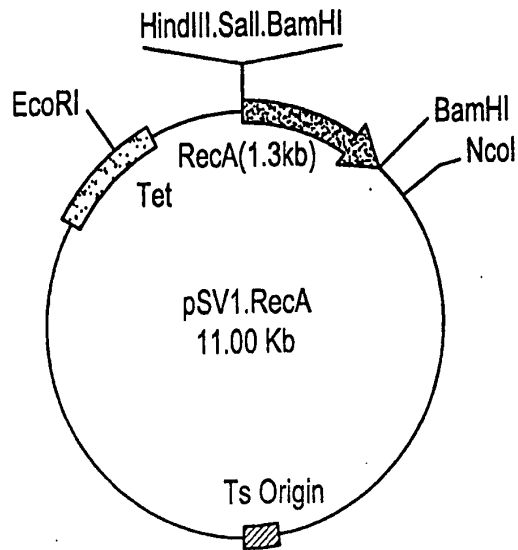 HindIII.SalI.BamHI
EcoRI
BamHI
RecA(1.3kb)
NcoI
Tet
pSV1.RecA
11.00 Kb
Ts Origin